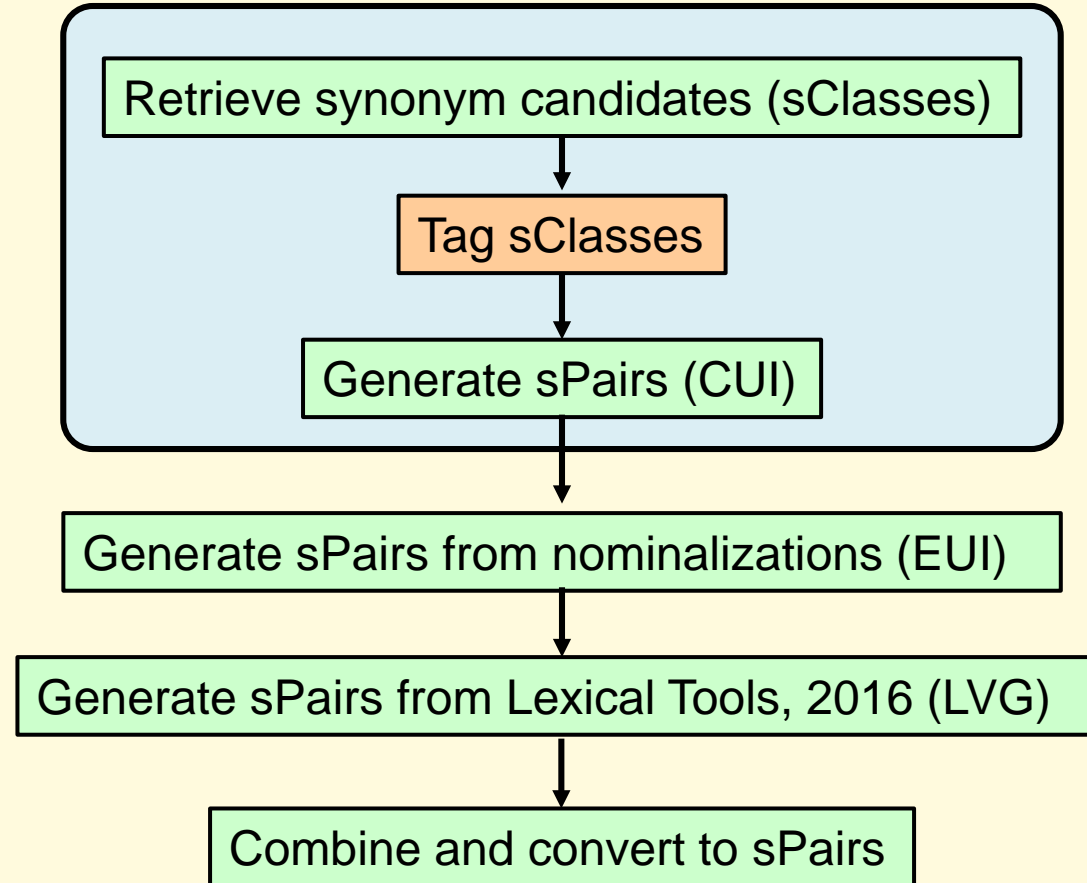 Retrieve synonym candidates (sClasses)
Tag sClasses
Generate sPairs (CUI)
Generate sPairs from nominalizations (EUI)
Generate sPairs from Lexical Tools, 2016 (LVG)
Combine and convert to sPairs